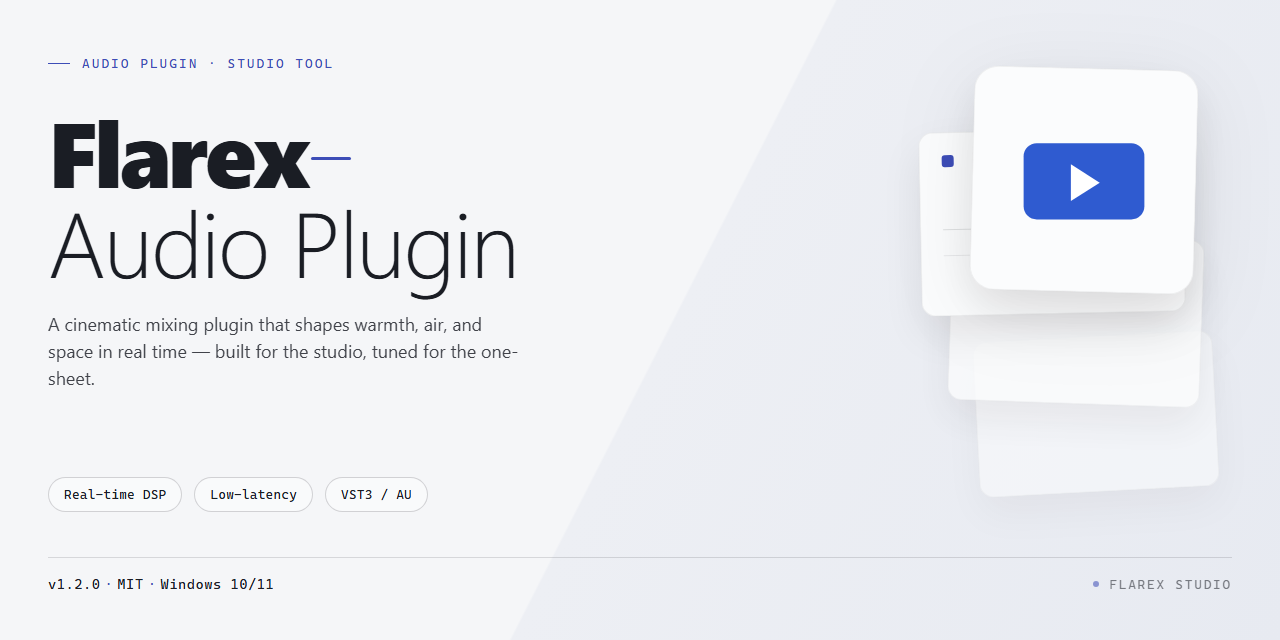 AUDIO PLUGIN · STUDIO TOOL
Flarex
Audio Plugin
A cinematic mixing plugin that shapes warmth, air, and
space in real time — built for the studio, tuned for the one-
sheet.
Real-time DSP
Low-latency
VST3 / AU
v1.2.0 · MIT · Windows 10/11
FLAREX STUDIO